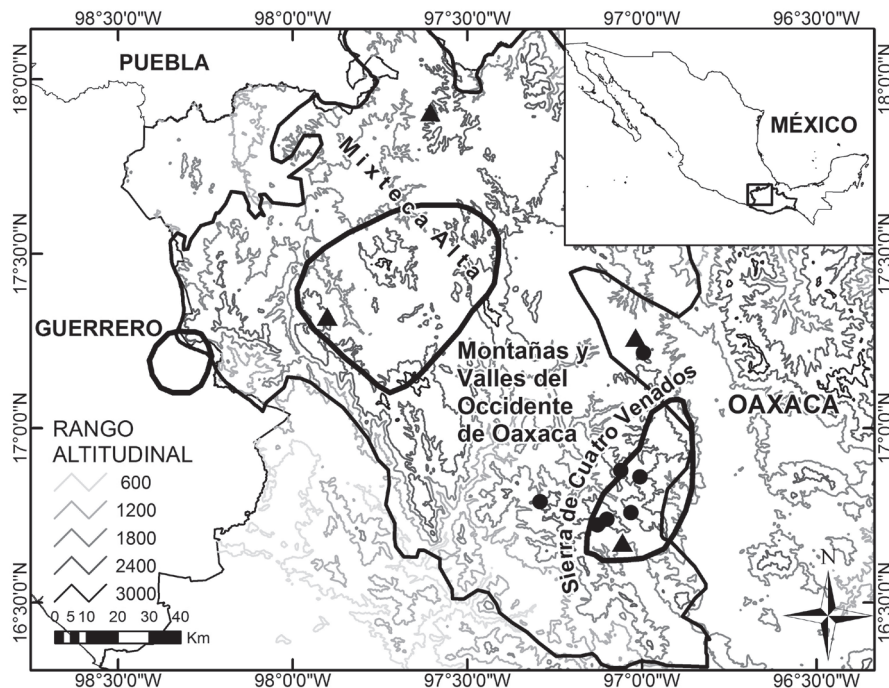 98°30'0"W
98°0'0"W
97°30'0"W
97°0'0"W
96°30'0"W
18°0'0"N
17°30'0"N
17°0'0"N
16°30'0"N
PUEBLA
MÉXICO
Mixteca Alta
GUERRERO
Montañas y
Valles del
Occidente
de Oaxaca
Sierra de Cuatro Venados
OAXACA
RANGO
ALTITUDINAL
600
1200
1800
2400
3000
0 5 10 20 30 40
Km
N
18°0'0"N
17°30'0"N
17°0'0"N
16°30'0"N
98°30'0"W
98°0'0"W
97°30'0"W
97°0'0"W
96°30'0"W